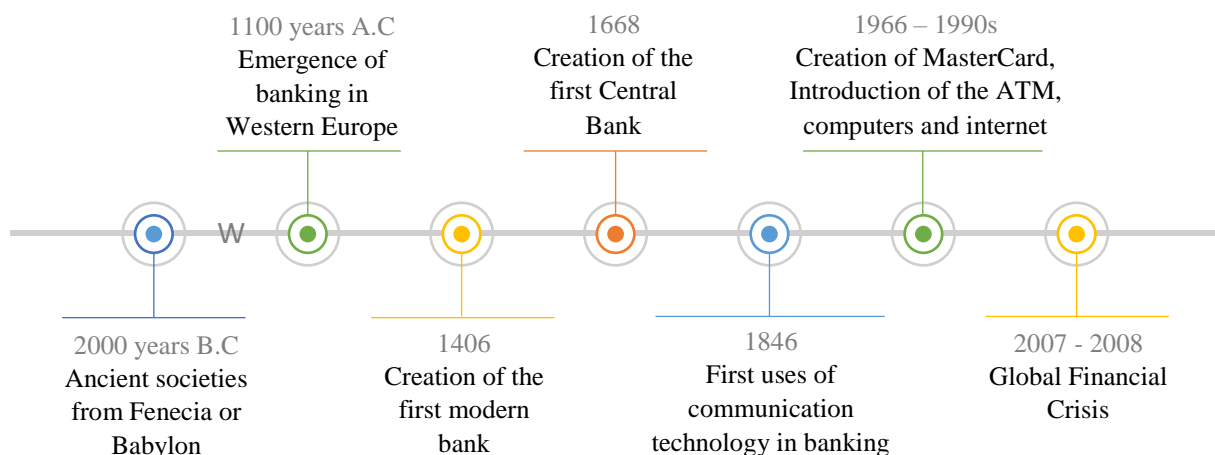 1100 years A.C
Emergence of
banking in
Western Europe
1668
Creation of the
first Central
Bank
1966 – 1990s
Creation of MasterCard,
Introduction of the ATM,
computers and internet
W
2000 years B.C
Ancient societies
from Fenecia or
Babylon
1406
Creation of the
first modern
bank
1846
First uses of
communication
technology in banking
2007 - 2008
Global Financial
Crisis